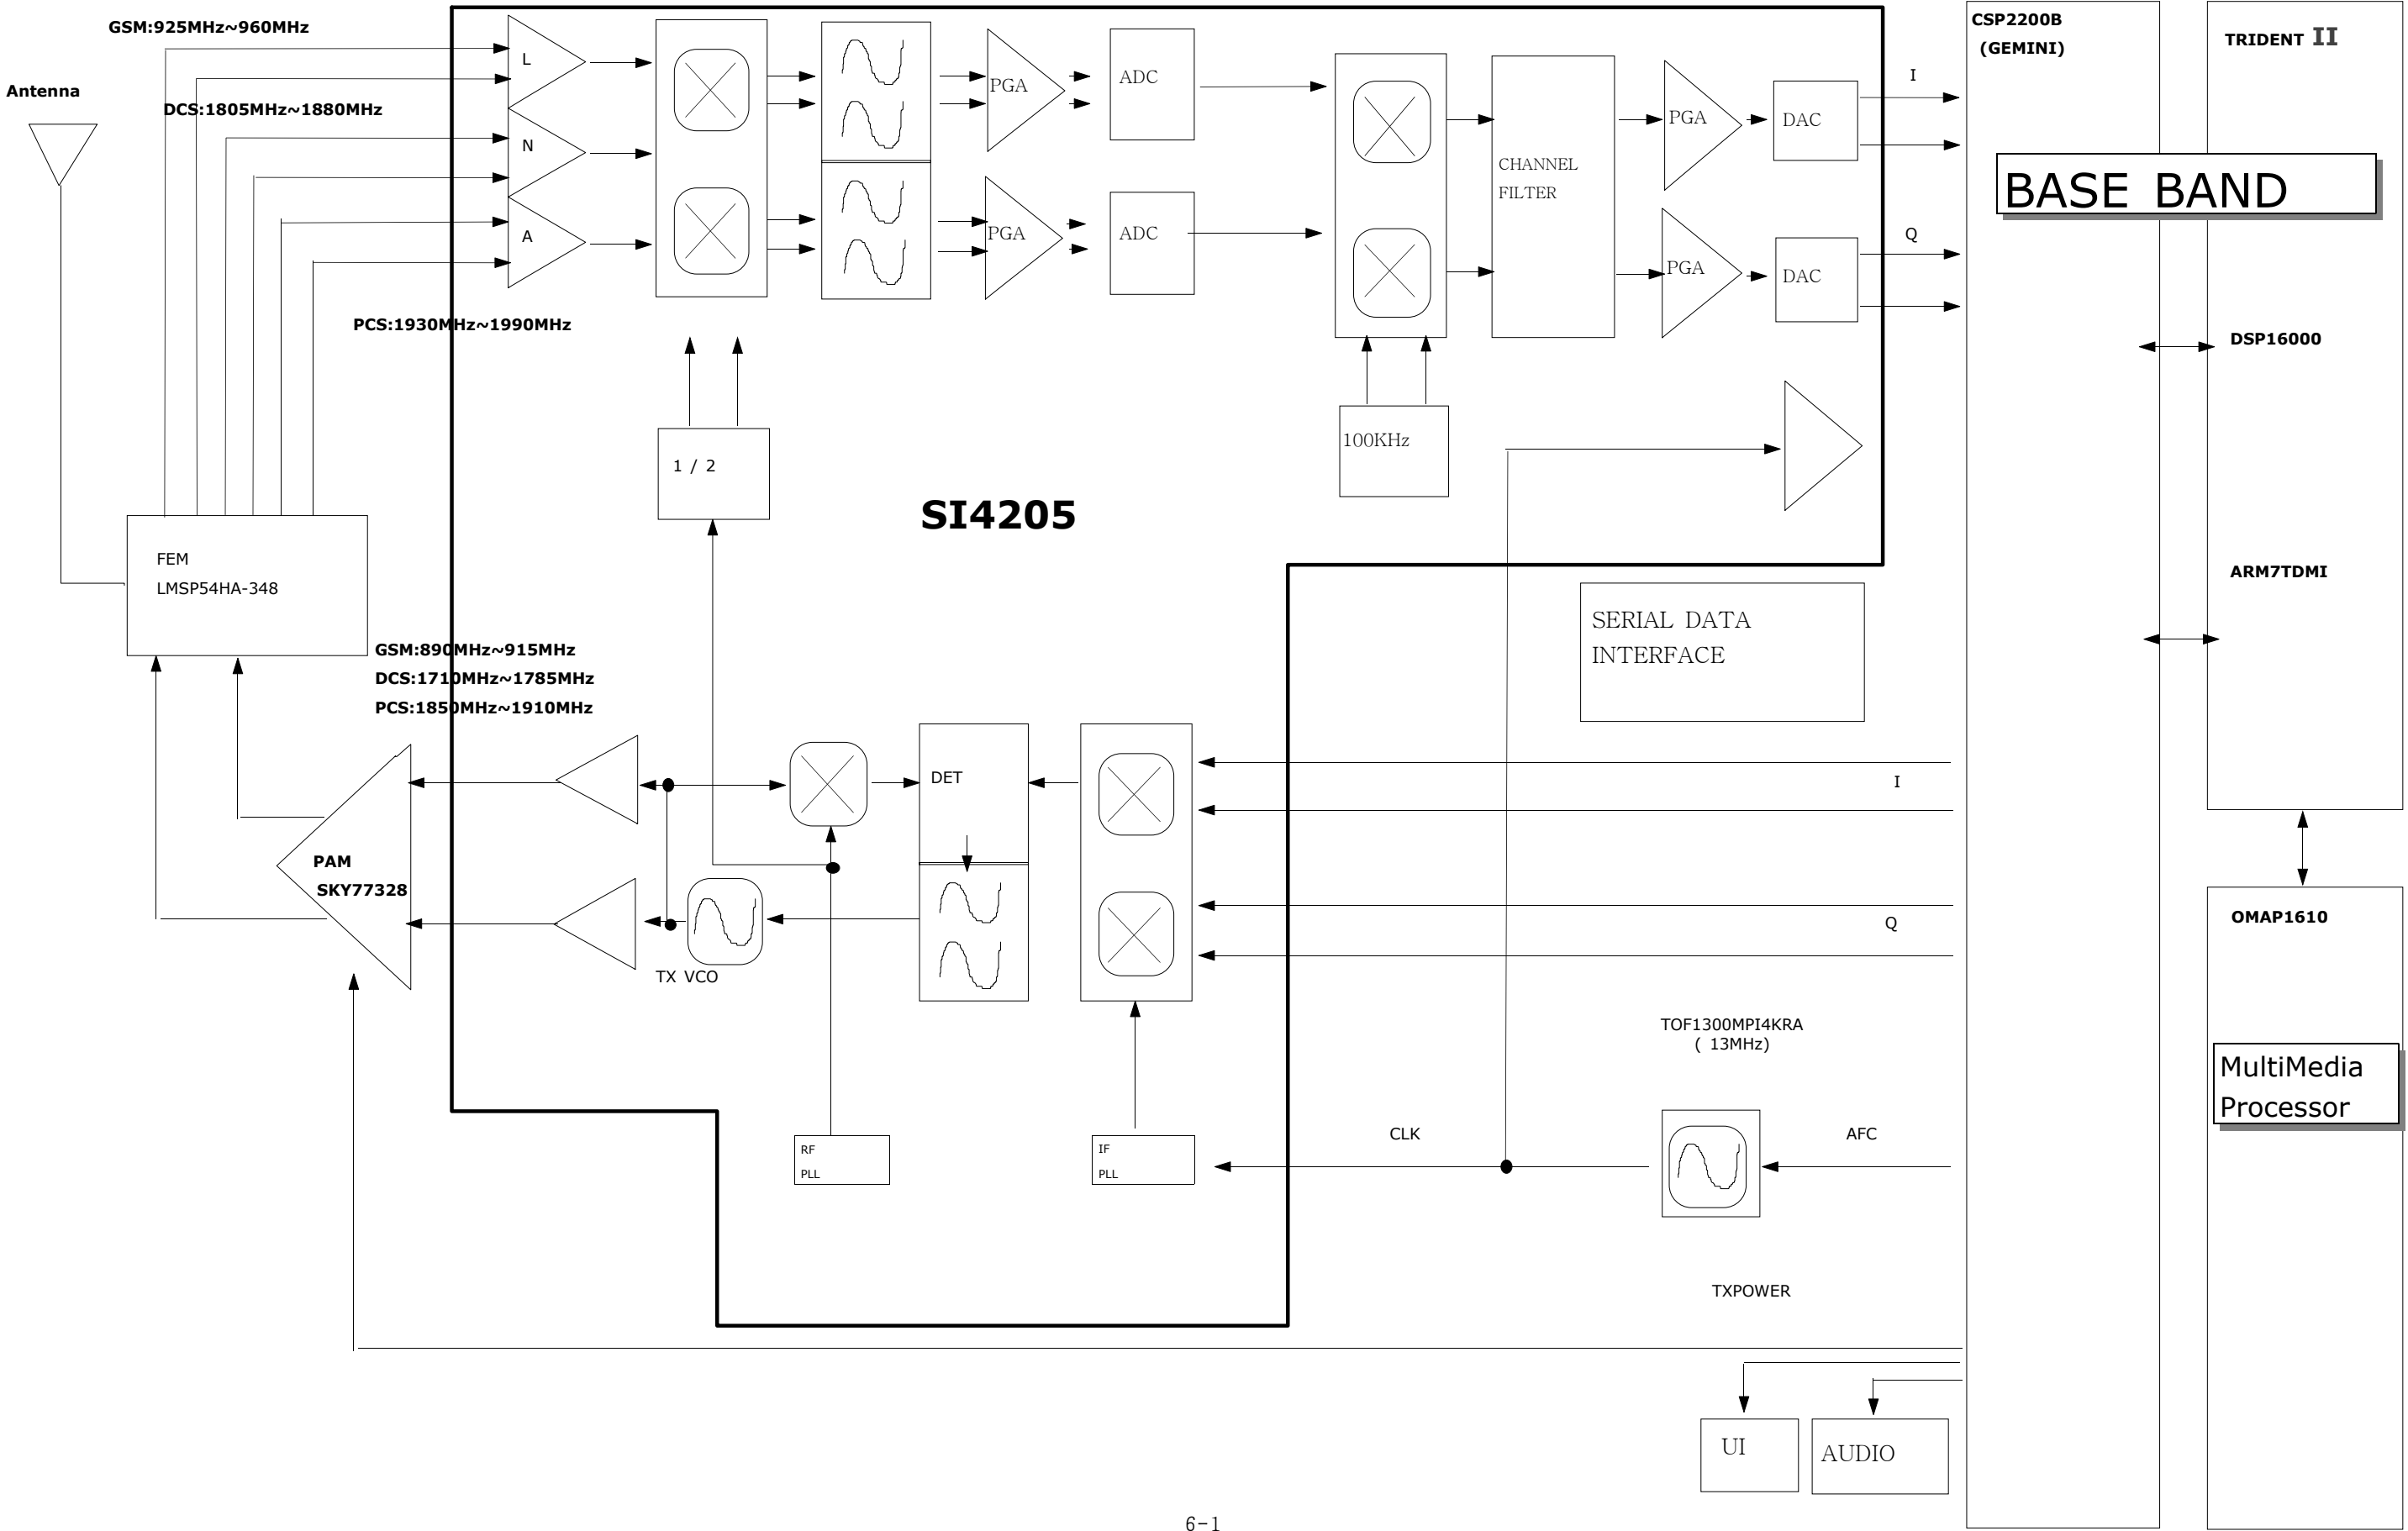 GSM:925MHz~960MHz
Antenna
DCS:1805MHz~1880MHz
PCS:1930MHz~1990MHz
L
N
A
PGA
PGA
ADC
ADC
CHANNEL
FILTER
PGA
PGA
DAC
DAC
I
Q
CSP2200B
(GEMINI)
TRIDENT II
BASE BAND
DSP16000
ARM7TDMI
1 / 2
100KHz
SI4205
FEM
LMSP54HA-348
SERIAL DATA
INTERFACE
GSM:890MHz~915MHz
DCS:1710MHz~1785MHz
PCS:1850MHz~1910MHz
DET
I
PAM
SKY77328
TX VCO
Q
OMAP1610
TOF1300MPI4KRA
( 13MHz)
MultiMedia
Processor
RF
PLL
IF
PLL
CLK
AFC
TXPOWER
UI
AUDIO
6-1